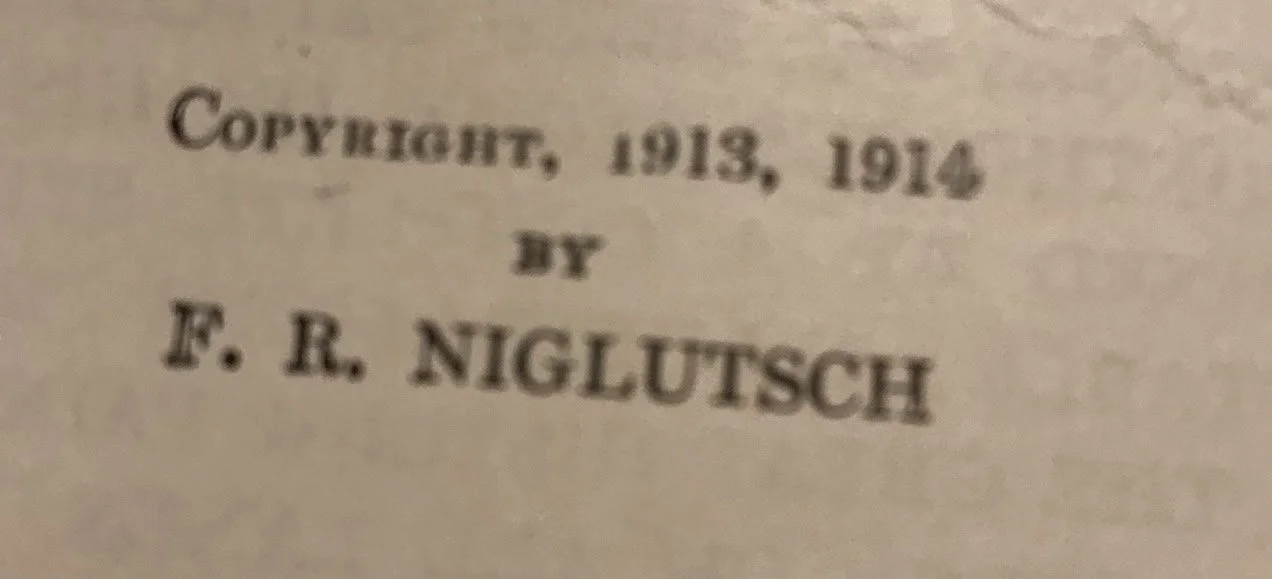 Copyright, 1913, 1914
BY
F. R. NIGLUTSCH